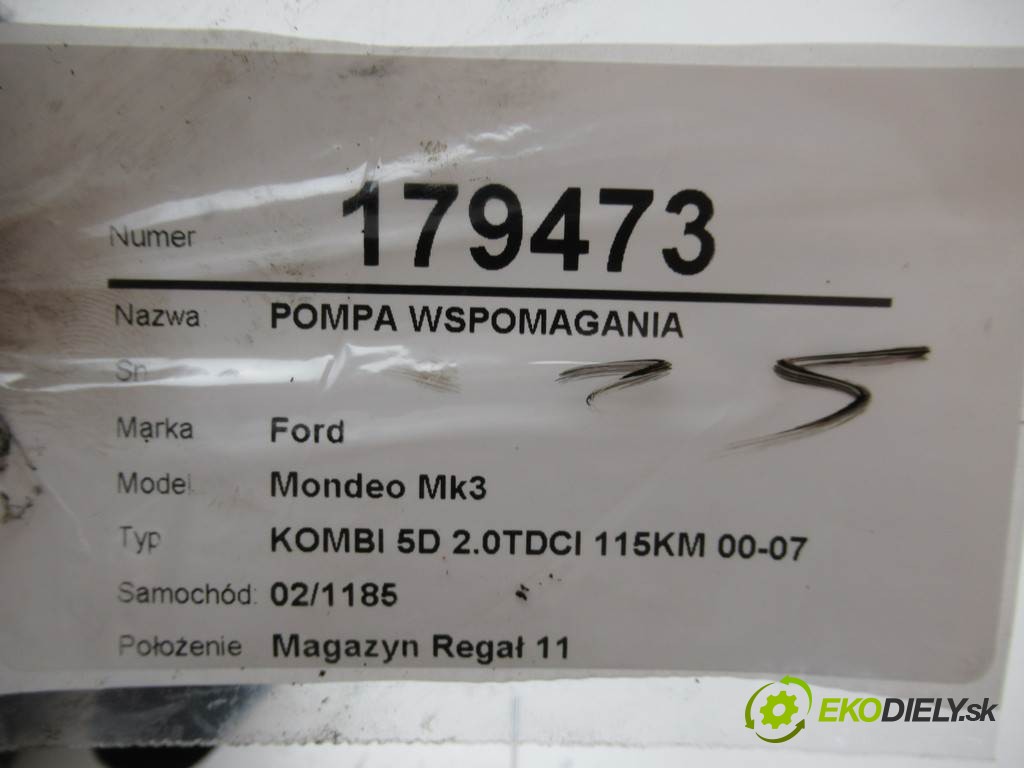 Numer 179473
Nazwa POMPA WSPOMAGANIA
Sn
Marka Ford
Model Mondeo Mk3
Typ KOMBI 5D 2.0TDCI 115KM 00-07
Samochód: 02/1185
Położenie Magazyn Regał 11
EKODIELY.sk